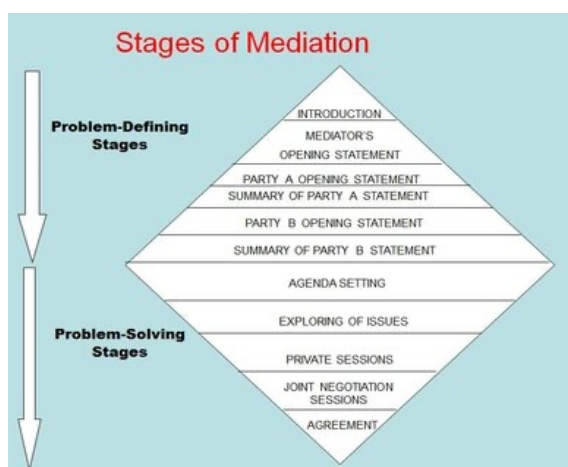 Stages of Mediation
Problem-Defining
Stages
INTRODUCTION
MEDIATOR'S
OPENING STATEMENT
PARTY A OPENING STATEMENT
SUMMARY OF PARTY A STATEMENT
PARTY B OPENING STATEMENT
SUMMARY OF PARTY B STATEMENT
Problem-Solving
Stages
AGENDA SETTING
EXPLORING OF ISSUES
PRIVATE SESSIONS
JOINT NEGOTIATION
SESSIONS
AGREEMENT